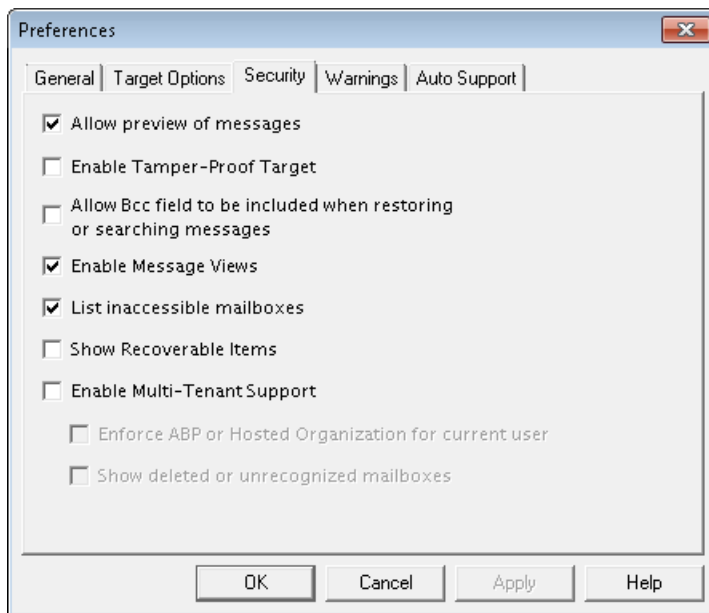 Preferences
General
Target Options
Security
Warnings
Auto Support
Allow preview of messages
Enable Tamper-Proof Target
Allow Bcc field to be included when restoring
or searching messages
Enable Message Views
List inaccessible mailboxes
Show Recoverable Items
Enable Multi-Tenant Support
Enforce ABP or Hosted Organization for current user
Show deleted or unrecognized mailboxes
OK
Cancel
Apply
Help